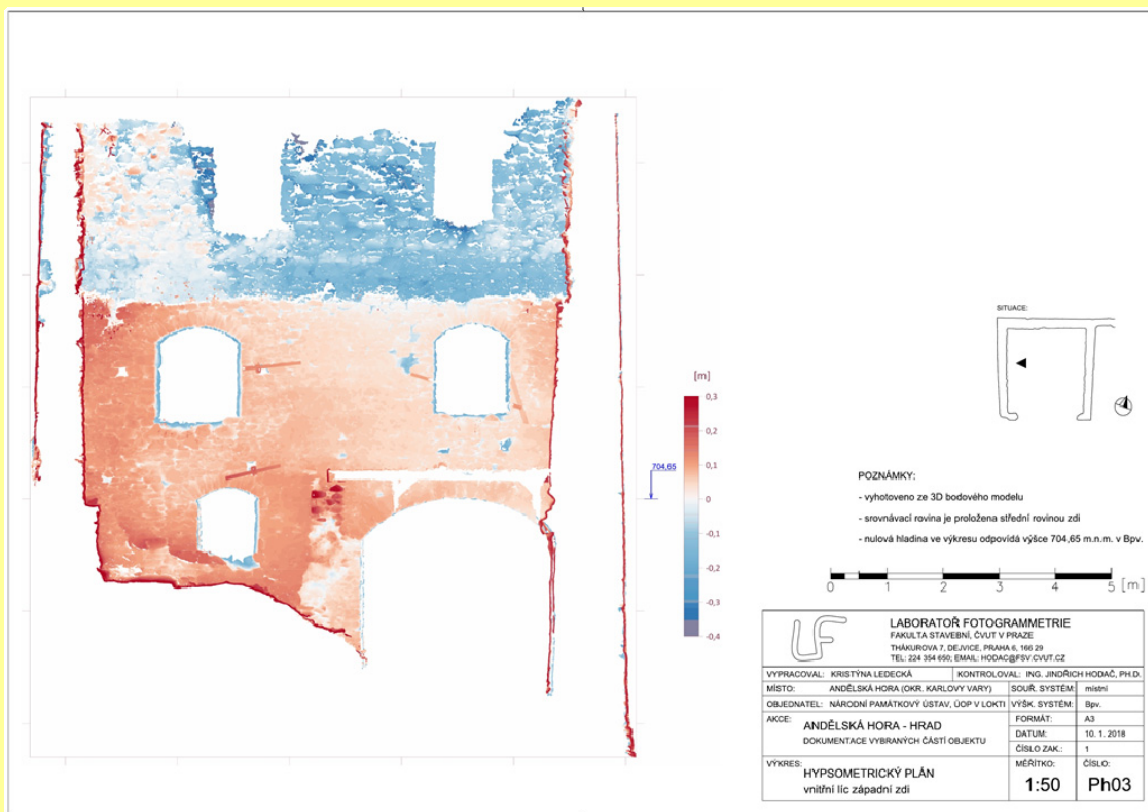 SITUACE:
[m]
0,3
0,2
0,1
0
-0,1
-0,2
-0,3
-0,4
704,65
POZNÁMKY:
- vyhotoveno ze 3D bodového modelu
- srovnávací rovina je proložena střední rovinou zdi
- nulová hladina ve výkresu odpovídá výšce 704,65 m.n.m. v Bpv.
0 1 2 3 4 5 [m]
LF
LABORATOŘ FOTOGRAMMETRIE
FAKULTA STAVEBNÍ, ČVUT V PRAZE
THÁKUROVA 7, DEJVICE, PRAHA 6, 166 29
TEL: 224 354 650; EMAIL: HODAC@FSV.CVUT.CZ
VYPRACOVAL: KRISTÝNA LEDECKÁ KONTROLOVAL: ING. JINDŘICH HODAČ, PH.D.
MÍSTO: ANDĚLSKÁ HORA (OKR. KARLOVY VARY) SOUŘ. SYSTÉM: místní
OBJEDNATEL: NÁRODNÍ PAMÁTKOVÝ ÚSTAV, ÚOP V LOKTI VÝŠK. SYSTÉM: Bpv.
AKCE: ANDĚLSKÁ HORA - HRAD
DOKUMENTACE VYBRANÝCH ČÁSTÍ OBJEKTU
FORMÁT: A3
DATUM: 10. 1. 2018
ČÍSLO ZAK.: 1
VÝKRES: HYPSOMETRICKÝ PLÁN
vnitřní líc západní zdi
MĚŘÍTKO: ČÍSLO:
1:50 Ph03